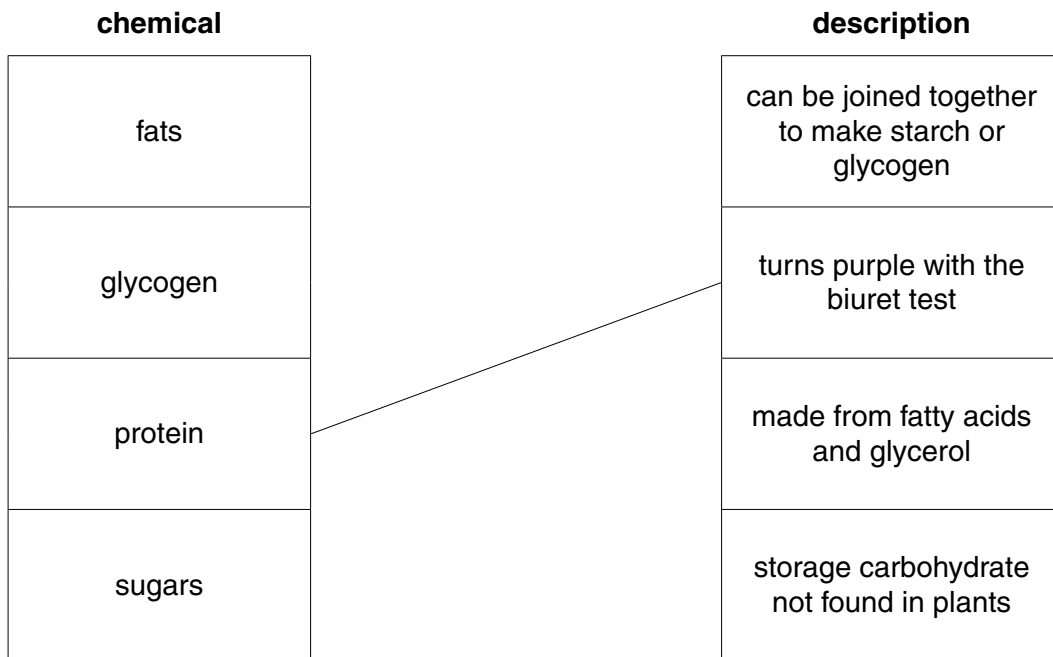 chemical
description
fats
can be joined together
to make starch or
glycogen
glycogen
turns purple with the
biuret test
protein
made from fatty acids
and glycerol
sugars
storage carbohydrate
not found in plants